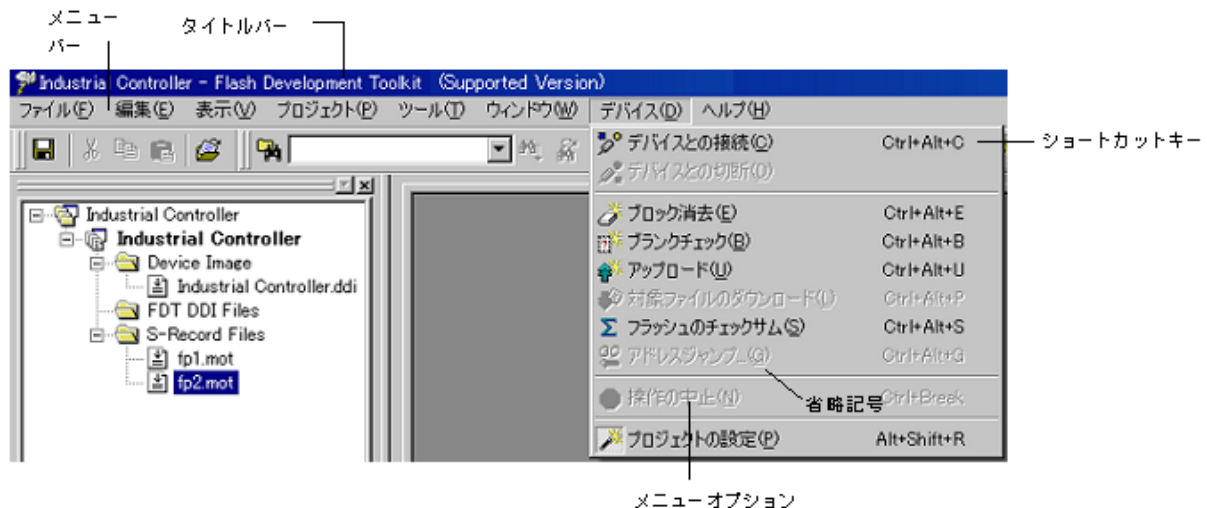 メニュー
バー
タイトルバー
Industrial Controller - Flash Development Toolkit (Supported Version)
ファイル(F) 編集(E) 表示(V) プロジェクト(P) ツール(T) ウィンドウ(W) デバイス(D) ヘルプ(H)
デバイスとの接続(C) Ctrl+Alt+C
ショートカットキー
デバイスとの切断(O)
ブロック消去(E) Ctrl+Alt+E
ブランクチェック(B) Ctrl+Alt+B
アップロード(U) Ctrl+Alt+U
対象ファイルのダウンロード(L) Ctrl+Alt+P
フラッシュのチェックサム(S) Ctrl+Alt+S
アドレスジャンプ...(G) Ctrl+Alt+G
操作の中止(N) Ctrl+Break
省略記号
プロジェクトの設定(P) Alt+Shift+R
メニューオプション
Industrial Controller
Industrial Controller
Device Image
Industrial Controller.ddi
FDT DDI Files
S-Record Files
fp1.mot
fp2.mot